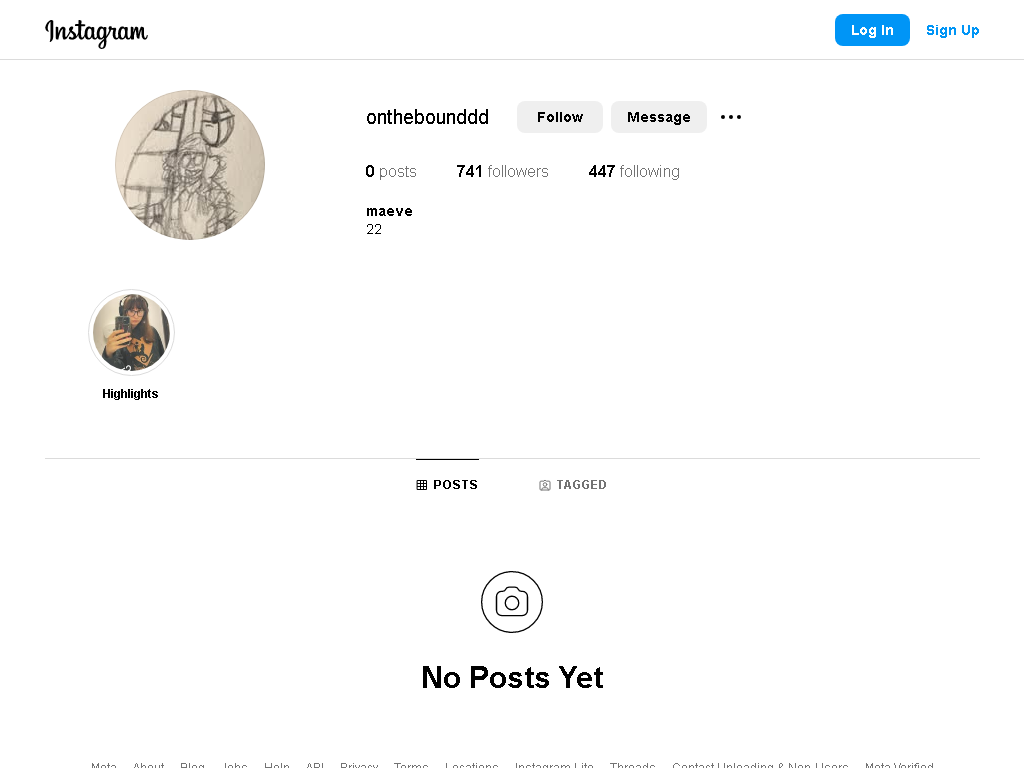 Instagram
Log In
Sign Up
onthebounddd
Follow
Message
0 posts
741 followers
447 following
maeve
22
Highlights
POSTS
TAGGED
No Posts Yet
Meta About Blog Jobs Help API Privacy Terms Locations Instagram Lite Threads Contact Uploading & Non-Users Meta Verified